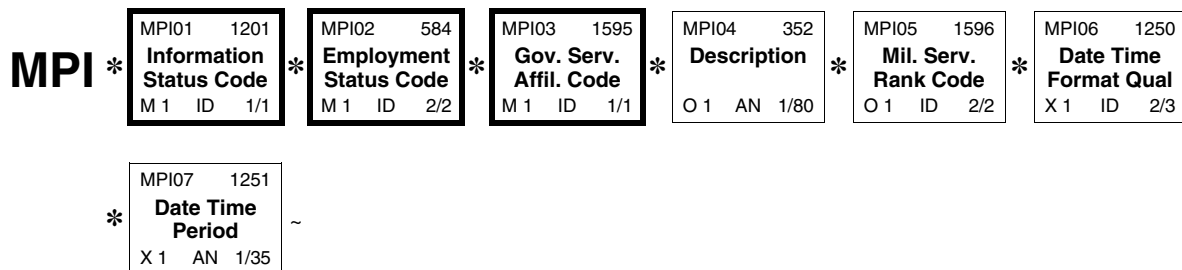 MPI * MPI01 1201 * MPI02 584 * MPI03 1595 * MPI04 352 * MPI05 1596 * MPI06 1250
Information Employment Gov. Serv. Description Mil. Serv. Date Time
Status Code Status Code Affil. Code Rank Code Format Qual
M 1 ID 1/1 M 1 ID 2/2 M 1 ID 1/1 O 1 AN 1/80 O 1 ID 2/2 X 1 ID 2/3
* MPI07 1251 ~
Date Time
Period
X 1 AN 1/35